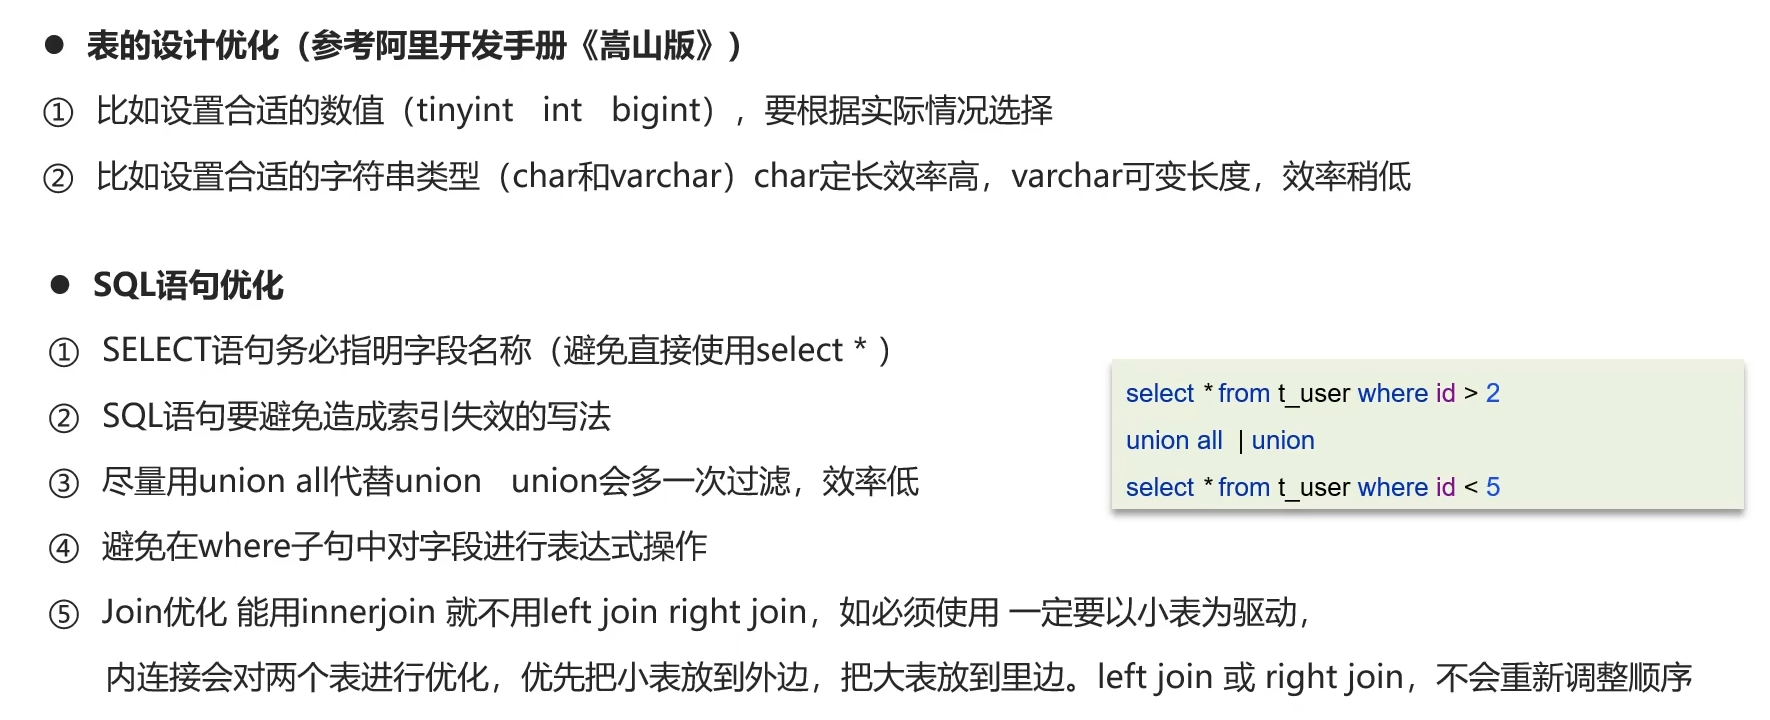 ● 表的设计优化（参考阿里开发手册《嵩山版》）
① 比如设置合适的数值（tinyint int bigint），要根据实际情况选择
② 比如设置合适的字符串类型（char和varchar）char定长效率高，varchar可变长度，效率稍低
● SQL语句优化
① SELECT语句务必指明字段名称（避免直接使用select * ）
② SQL语句要避免造成索引失效的写法
③ 尽量用union all代替union union会多一次过滤，效率低
④ 避免在where子句中对字段进行表达式操作
⑤ Join优化 能用innerjoin 就不用left join right join，如必须使用 一定要以小表为驱动，
内连接会对两个表进行优化，优先把小表放到外边，把大表放到里边。left join 或 right join，不会重新调整顺序
select * from t_user where id > 2
union all | union
select * from t_user where id < 5